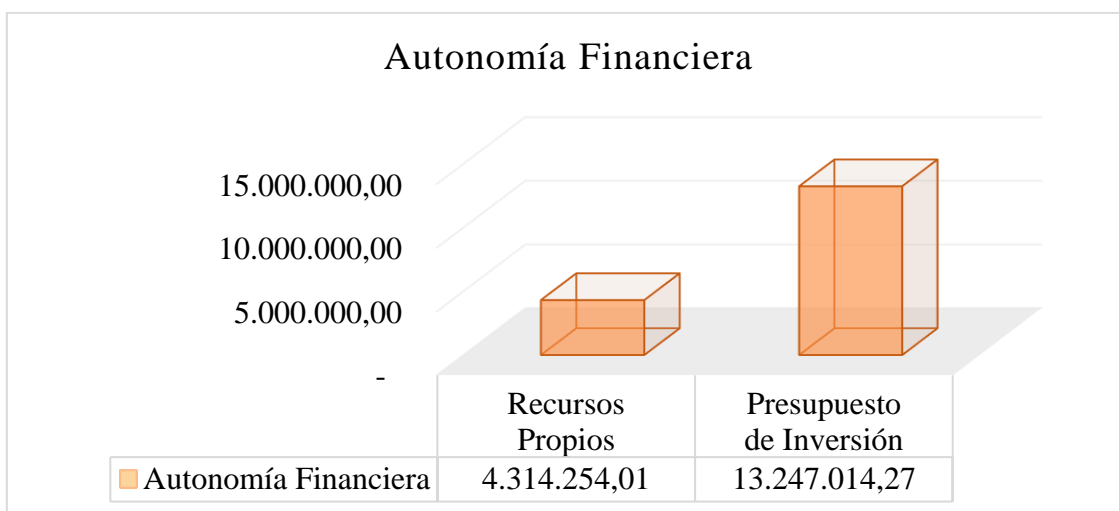 Autonomía Financiera
15.000.000,00
10.000.000,00
5.000.000,00
-
Recursos Propios
Presupuesto de Inversión
Autonomía Financiera 4.314.254,01 13.247.014,27